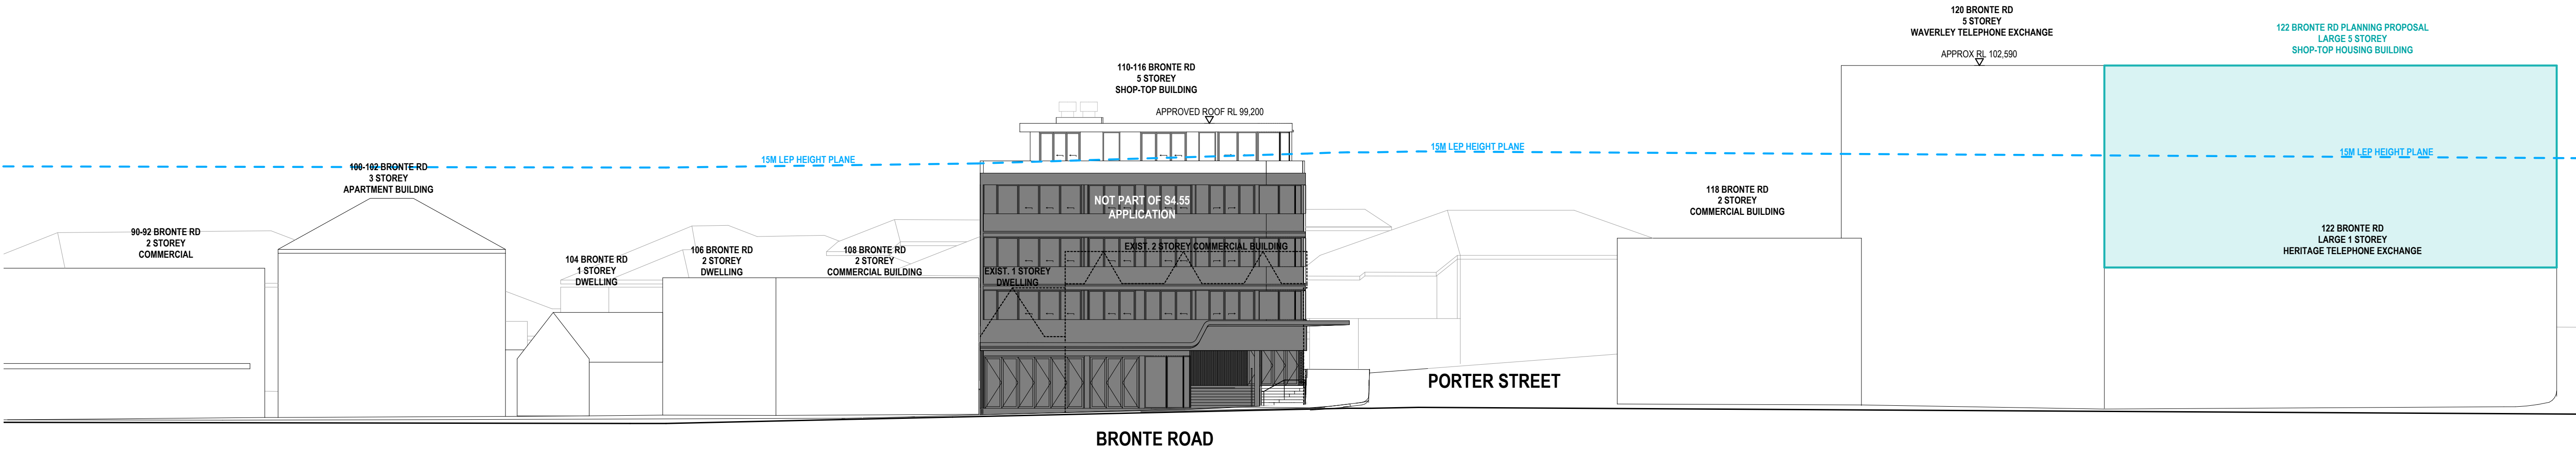 120 BRONTE RD
5 STOREY
WAVERLEY TELEPHONE EXCHANGE
APPROX RL 102,590
122 BRONTE RD PLANNING PROPOSAL
LARGE 5 STOREY
SHOP-TOP HOUSING BUILDING
110-116 BRONTE RD
5 STOREY
SHOP-TOP BUILDING
APPROVED ROOF RL 99,200
15M LEP HEIGHT PLANE
15M LEP HEIGHT PLANE
15M LEP HEIGHT PLANE
100-102 BRONTE RD
3 STOREY
APARTMENT BUILDING
NOT PART OF S4.55
APPLICATION
118 BRONTE RD
2 STOREY
COMMERCIAL BUILDING
90-92 BRONTE RD
2 STOREY
COMMERCIAL
104 BRONTE RD
1 STOREY
DWELLING
106 BRONTE RD
2 STOREY
DWELLING
108 BRONTE RD
2 STOREY
COMMERCIAL BUILDING
EXIST. 2 STOREY COMMERCIAL BUILDING
EXIST. 1 STOREY
DWELLING
122 BRONTE RD
LARGE 1 STOREY
HERITAGE TELEPHONE EXCHANGE
PORTER STREET
BRONTE ROAD